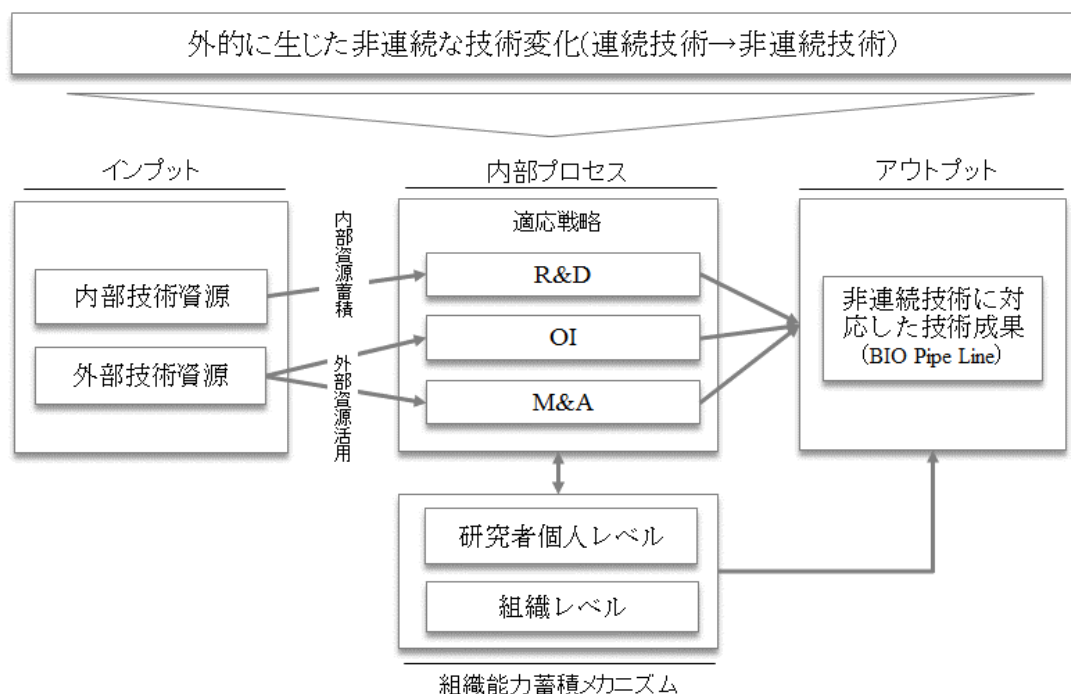 外的に生じた非連続な技術変化(連続技術→非連続技術)
インプット
内部プロセス
アウトプット
内部技術資源
外部技術資源
内部資源蓄積
外部資源活用
適応戦略
R&D
OI
M&A
非連続技術に対
応した技術成果
(BIO Pipe Line)
研究者個人レベル
組織レベル
組織能力蓄積メカニズム